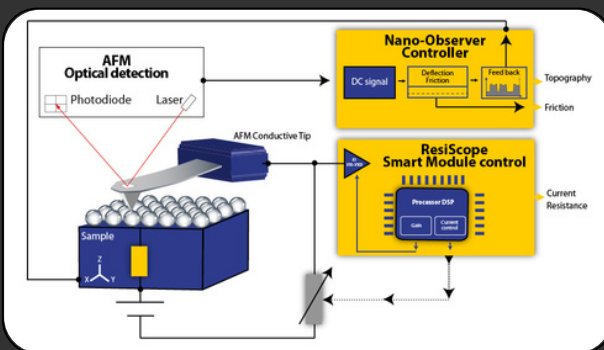 AFM
Optical detection
Photodiode
Laser
AFM Conductive Tip
Sample
Z
X
Y
Nano-Observer
Controller
DC signal
Deflection
Friction
Feed back
Topography
Friction
ResiScope
Smart Module control
Processor DSP
Gain
Current
control
Current
Resistance